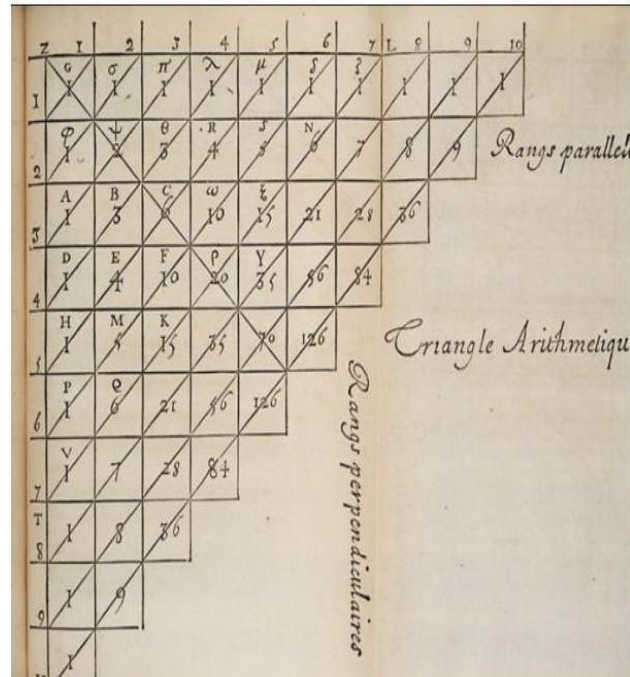 Z 1 2 3 4 5 6 7 L 8 9 10
G σ π λ μ δ ξ
1 1 1 1 1 1 1 1 1 1 1
φ ψ θ R S N
2 1 2 3 4 5 6 7 8 9 Rangs parallel
A B C ω ξ
3 1 3 6 10 15 21 28 36
D E F ρ Y
4 1 4 10 20 35 56 84
H M K
5 1 5 15 35 70 126 Triangle Arithmetiqu
P Q
6 1 6 21 56 126
V
7 1 7 28 84
T
8 1 8 36
9 1 9
1
Rangs perpendiculaires